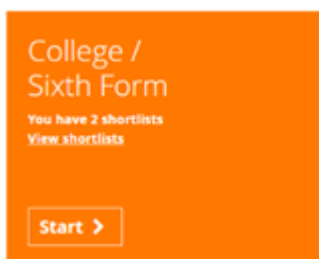 College /
Sixth Form
You have 2 shortlists
View shortlists
Start